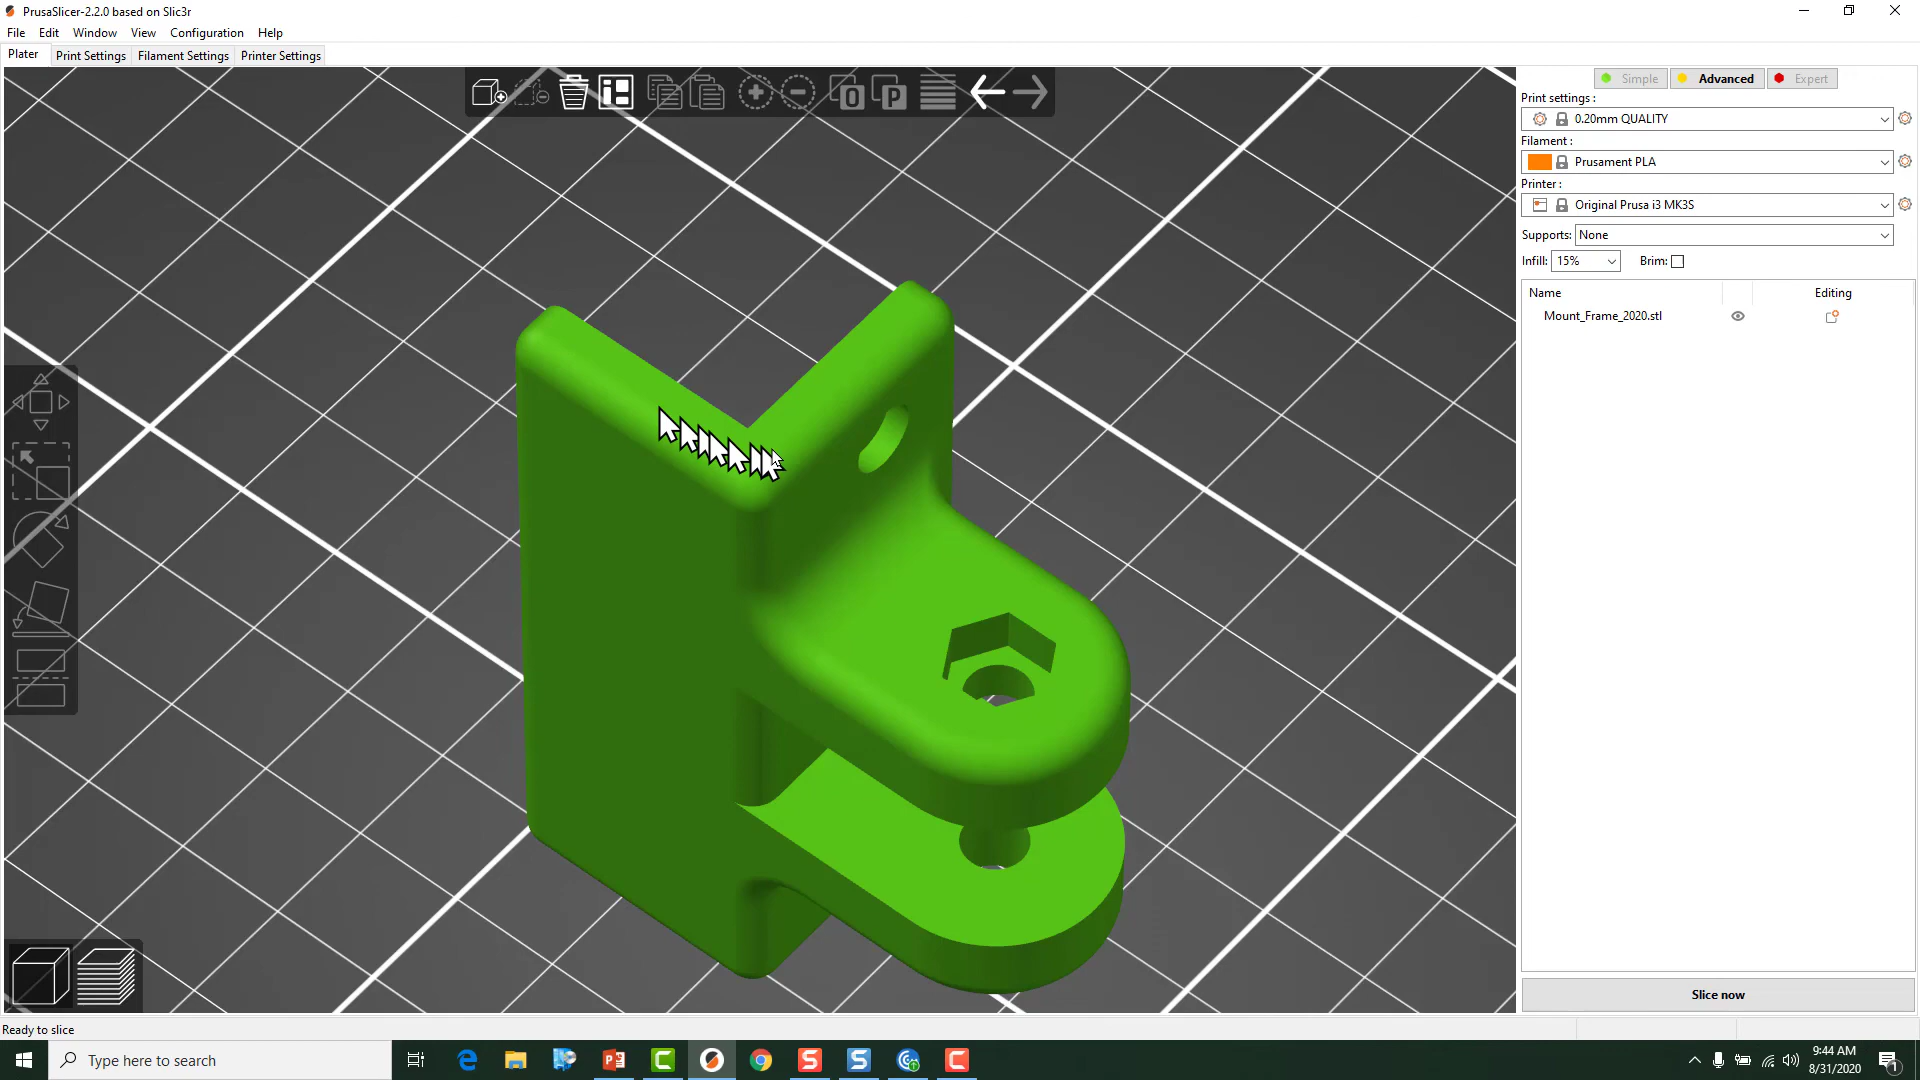 PrusaSlicer-2.2.0 based on Slic3r
File Edit Window View Configuration Help
Plater Print Settings Filament Settings Printer Settings
Simple Advanced Expert
Print settings :
0.20mm QUALITY
Filament :
Prusament PLA
Printer :
Original Prusa i3 MK3S
Supports: None
Infill: 15% Brim:
Name Editing
Mount_Frame_2020.stl
Slice now
Ready to slice
Type here to search
9:44 AM
8/31/2020
1